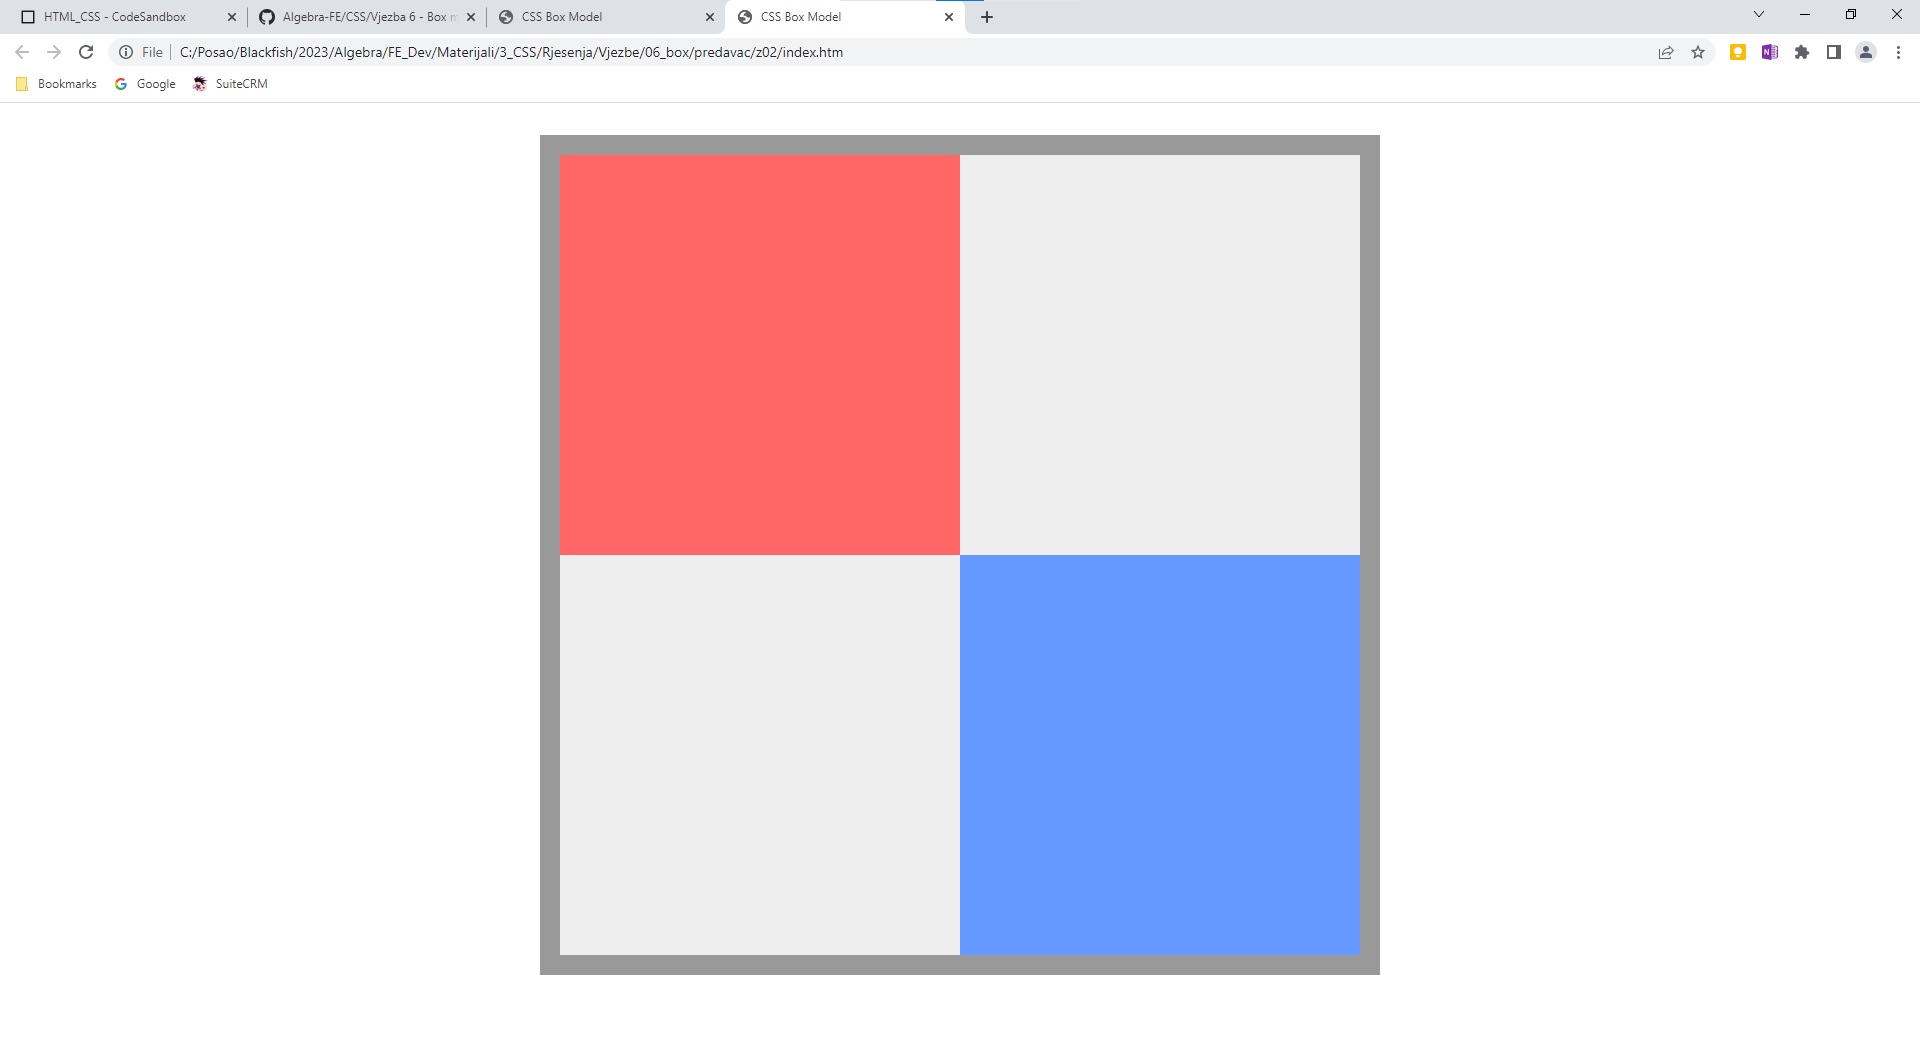 HTML_CSS - CodeSandbox
Algebra-FE/CSS/Vjezba 6 - Box m
CSS Box Model
CSS Box Model
File
C:/Posao/Blackfish/2023/Algebra/FE_Dev/Materijali/3_CSS/Rjesenja/Vjezbe/06_box/predavac/z02/index.htm
Bookmarks
Google
SuiteCRM